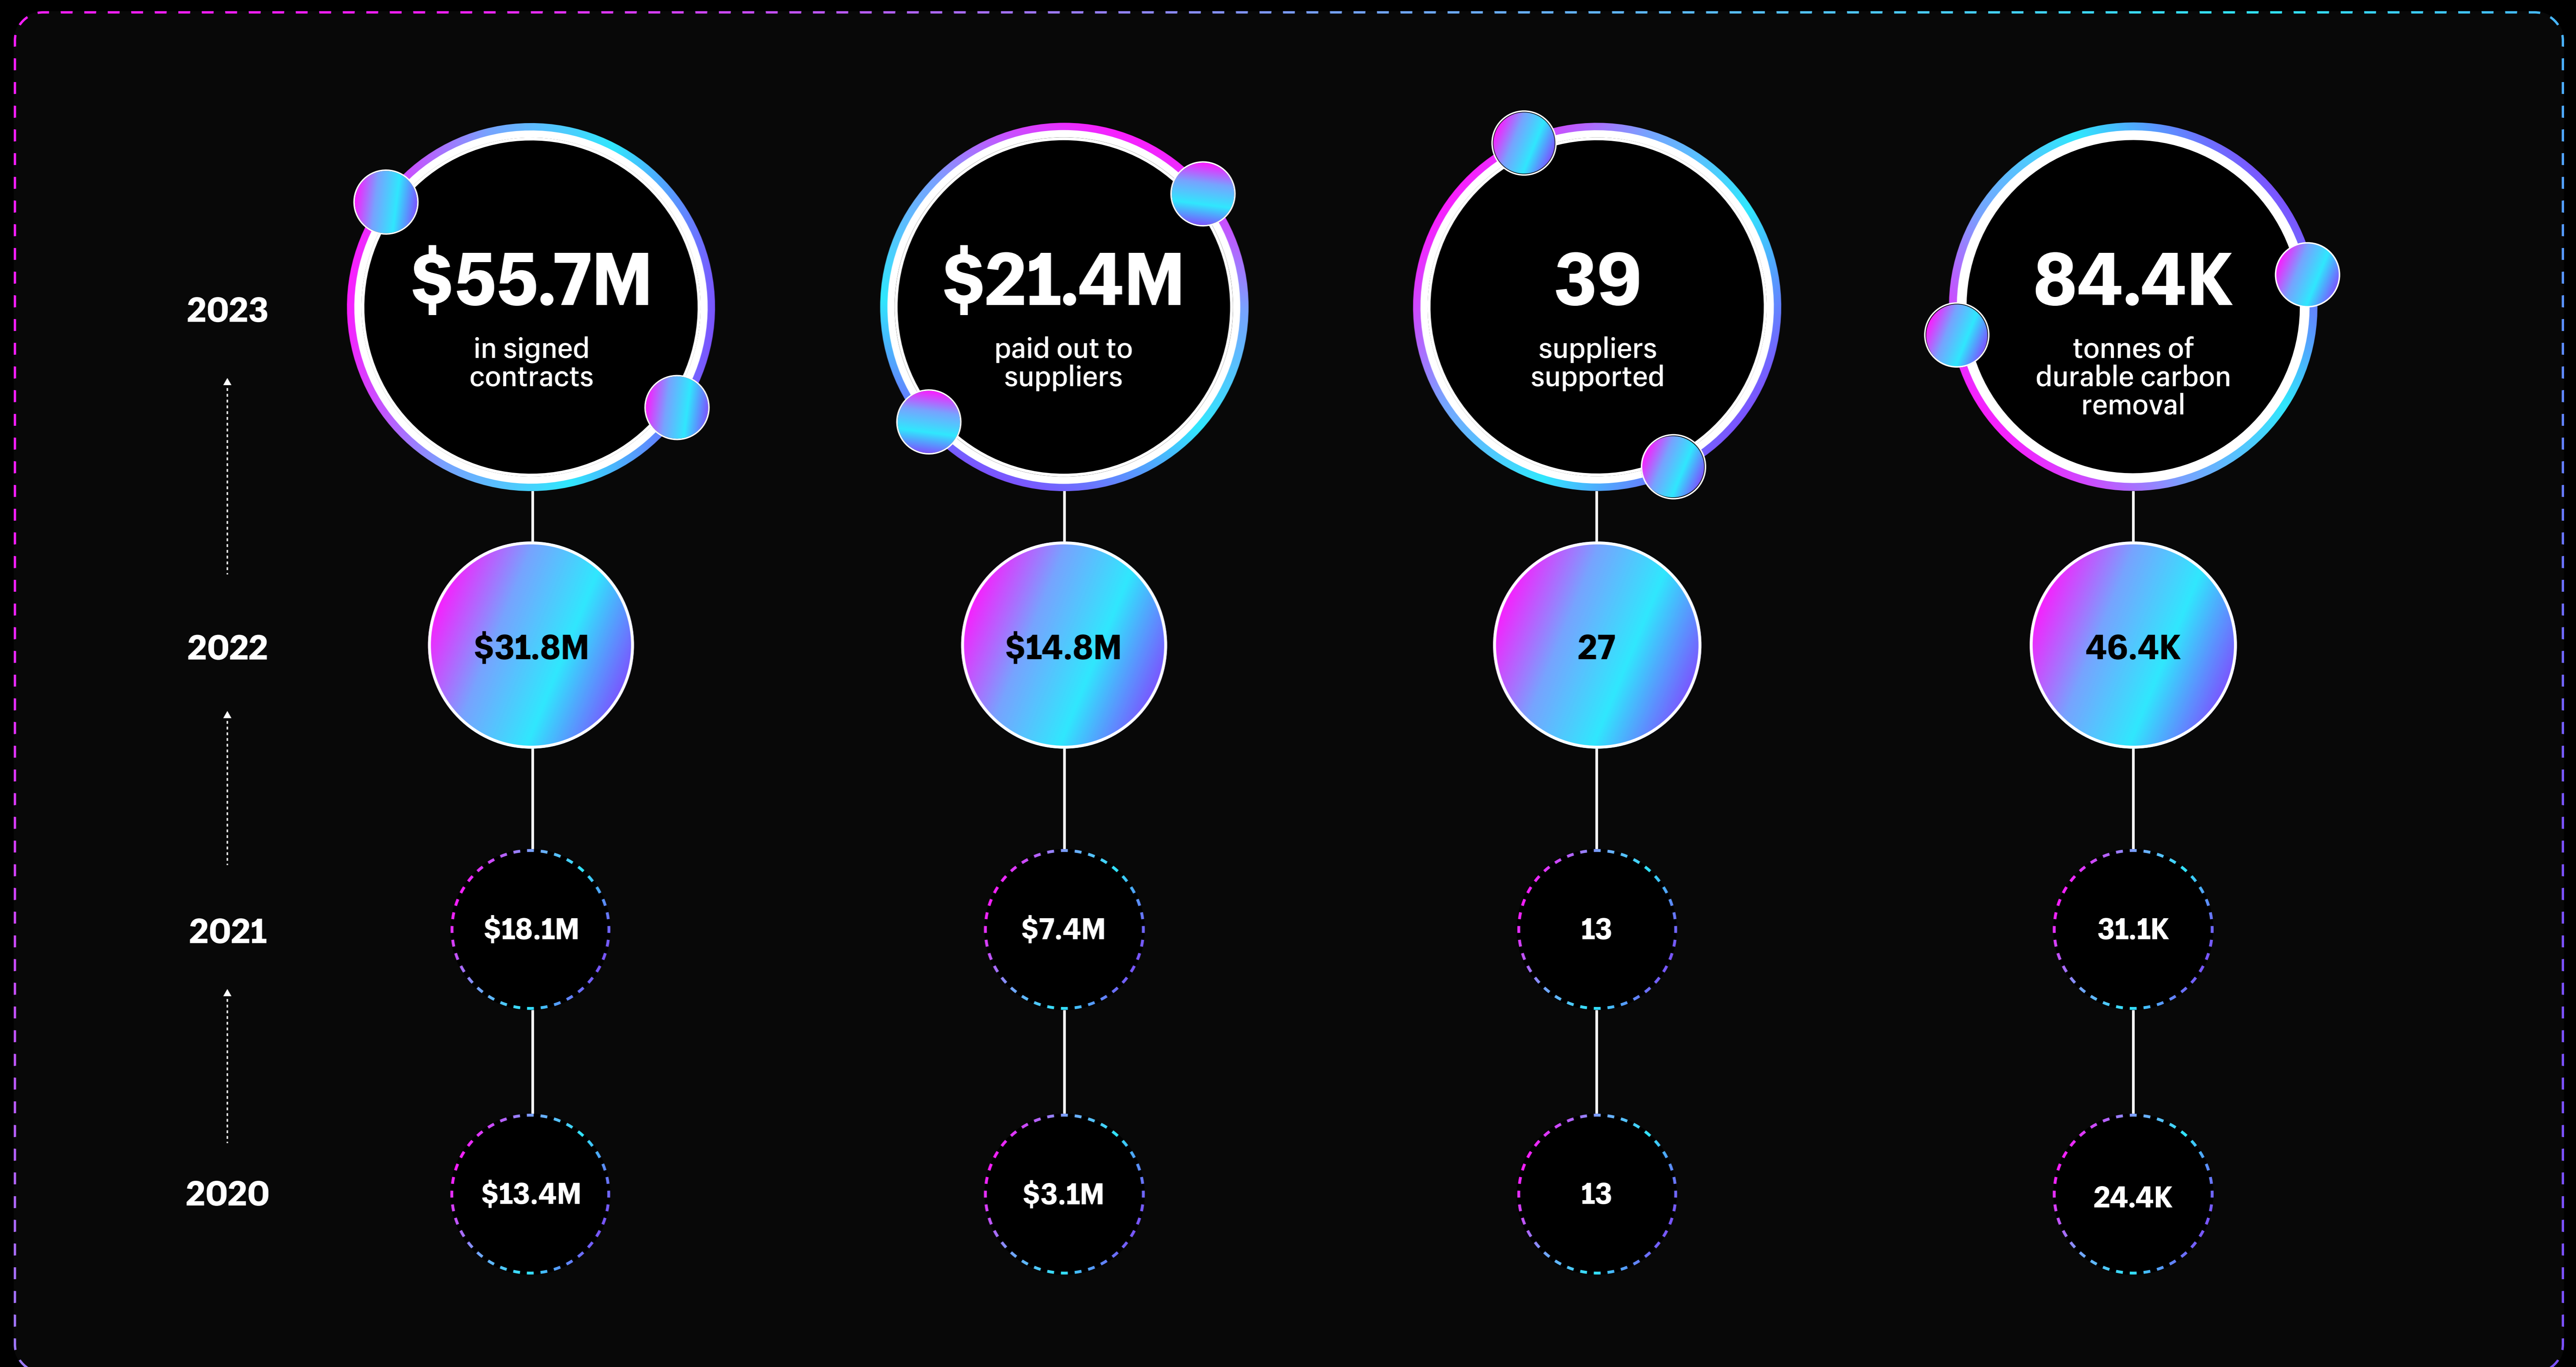 2023
$55.7M
in signed
contracts
$21.4M
paid out to
suppliers
39
suppliers
supported
84.4K
tonnes of
durable carbon
removal
2022
$31.8M
$14.8M
27
46.4K
2021
$18.1M
$7.4M
13
31.1K
2020
$13.4M
$3.1M
13
24.4K